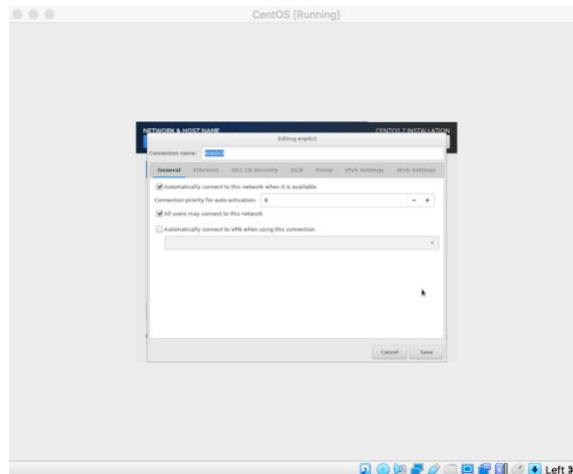 CentOS [Running]
NETWORK & HOST NAME
CENTOS 7 INSTALLATION
Editing enp0s3
Connection name: enp0s3
General Ethernet 802.1X Security DCB Proxy IPv4 Settings IPv6 Settings
Automatically connect to this network when it is available
Connection priority for auto-activation: 0 - +
All users may connect to this network
Automatically connect to VPN when using this connection
Cancel Save
Left ⌘